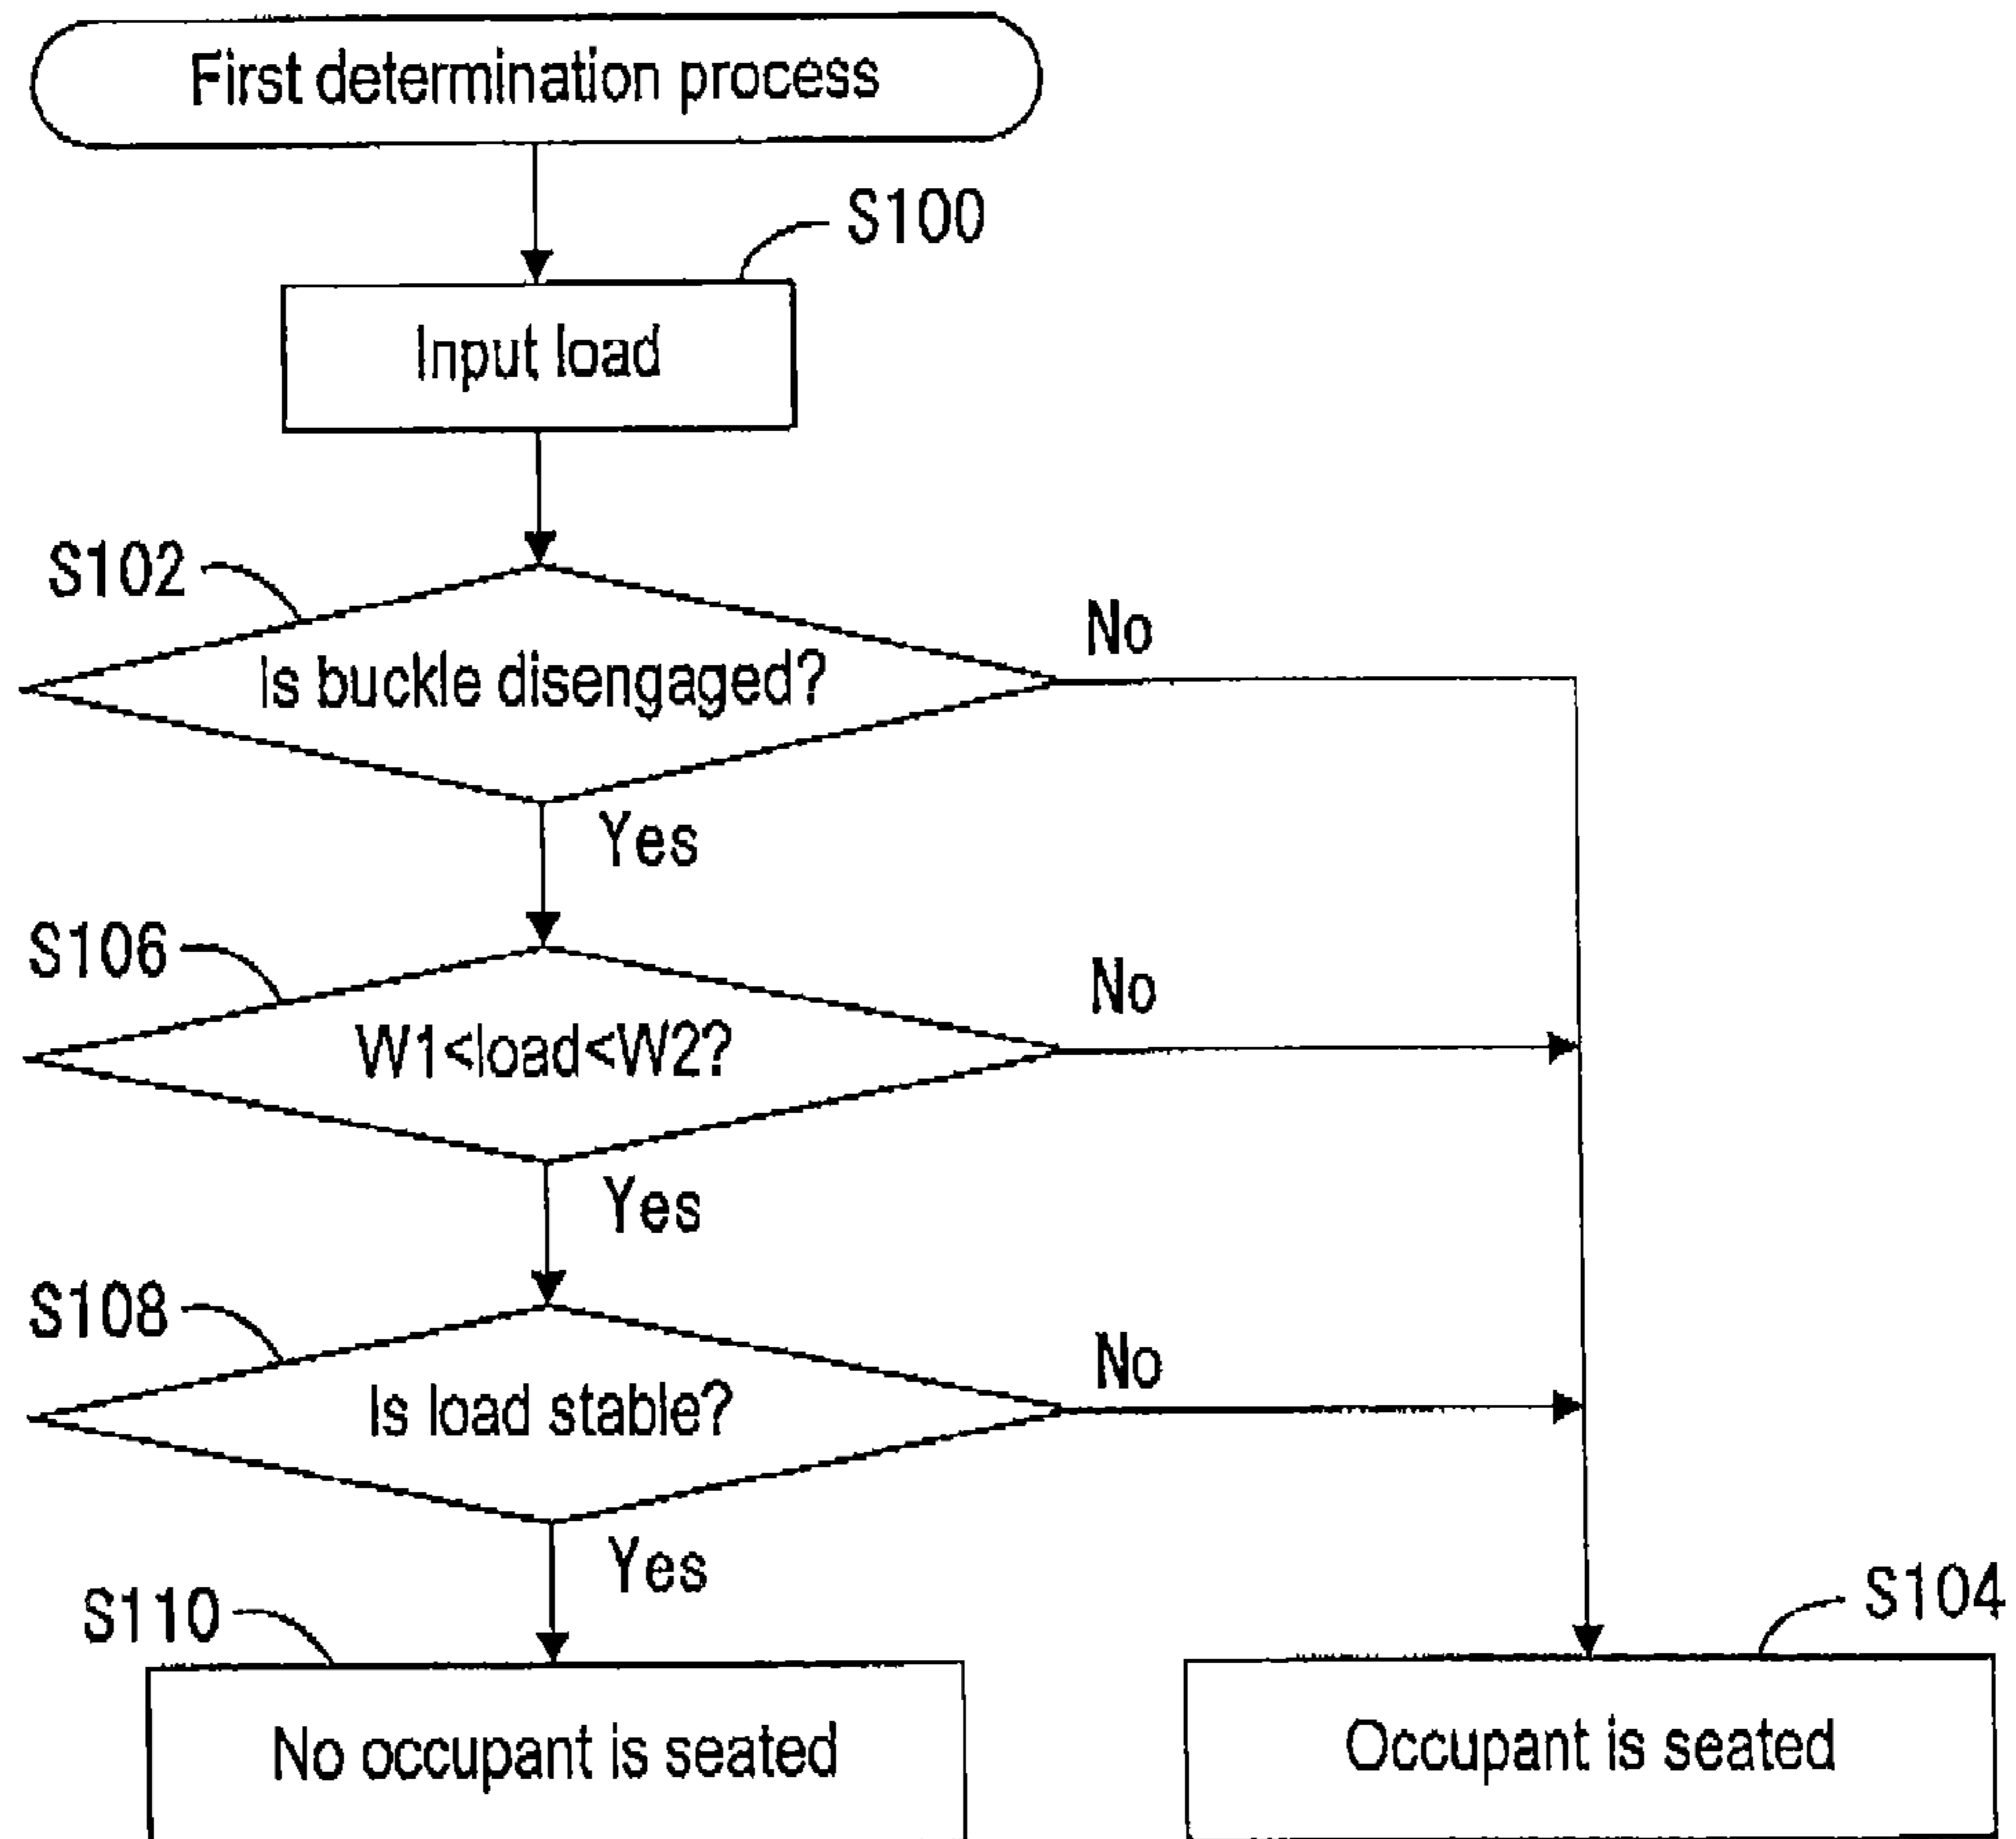 First determination process
S100
Input load
S102
Is buckle disengaged?
No
Yes
S106
W1<load<W2?
No
Yes
S108
Is load stable?
No
Yes
S110
No occupant is seated
S104
Occupant is seated